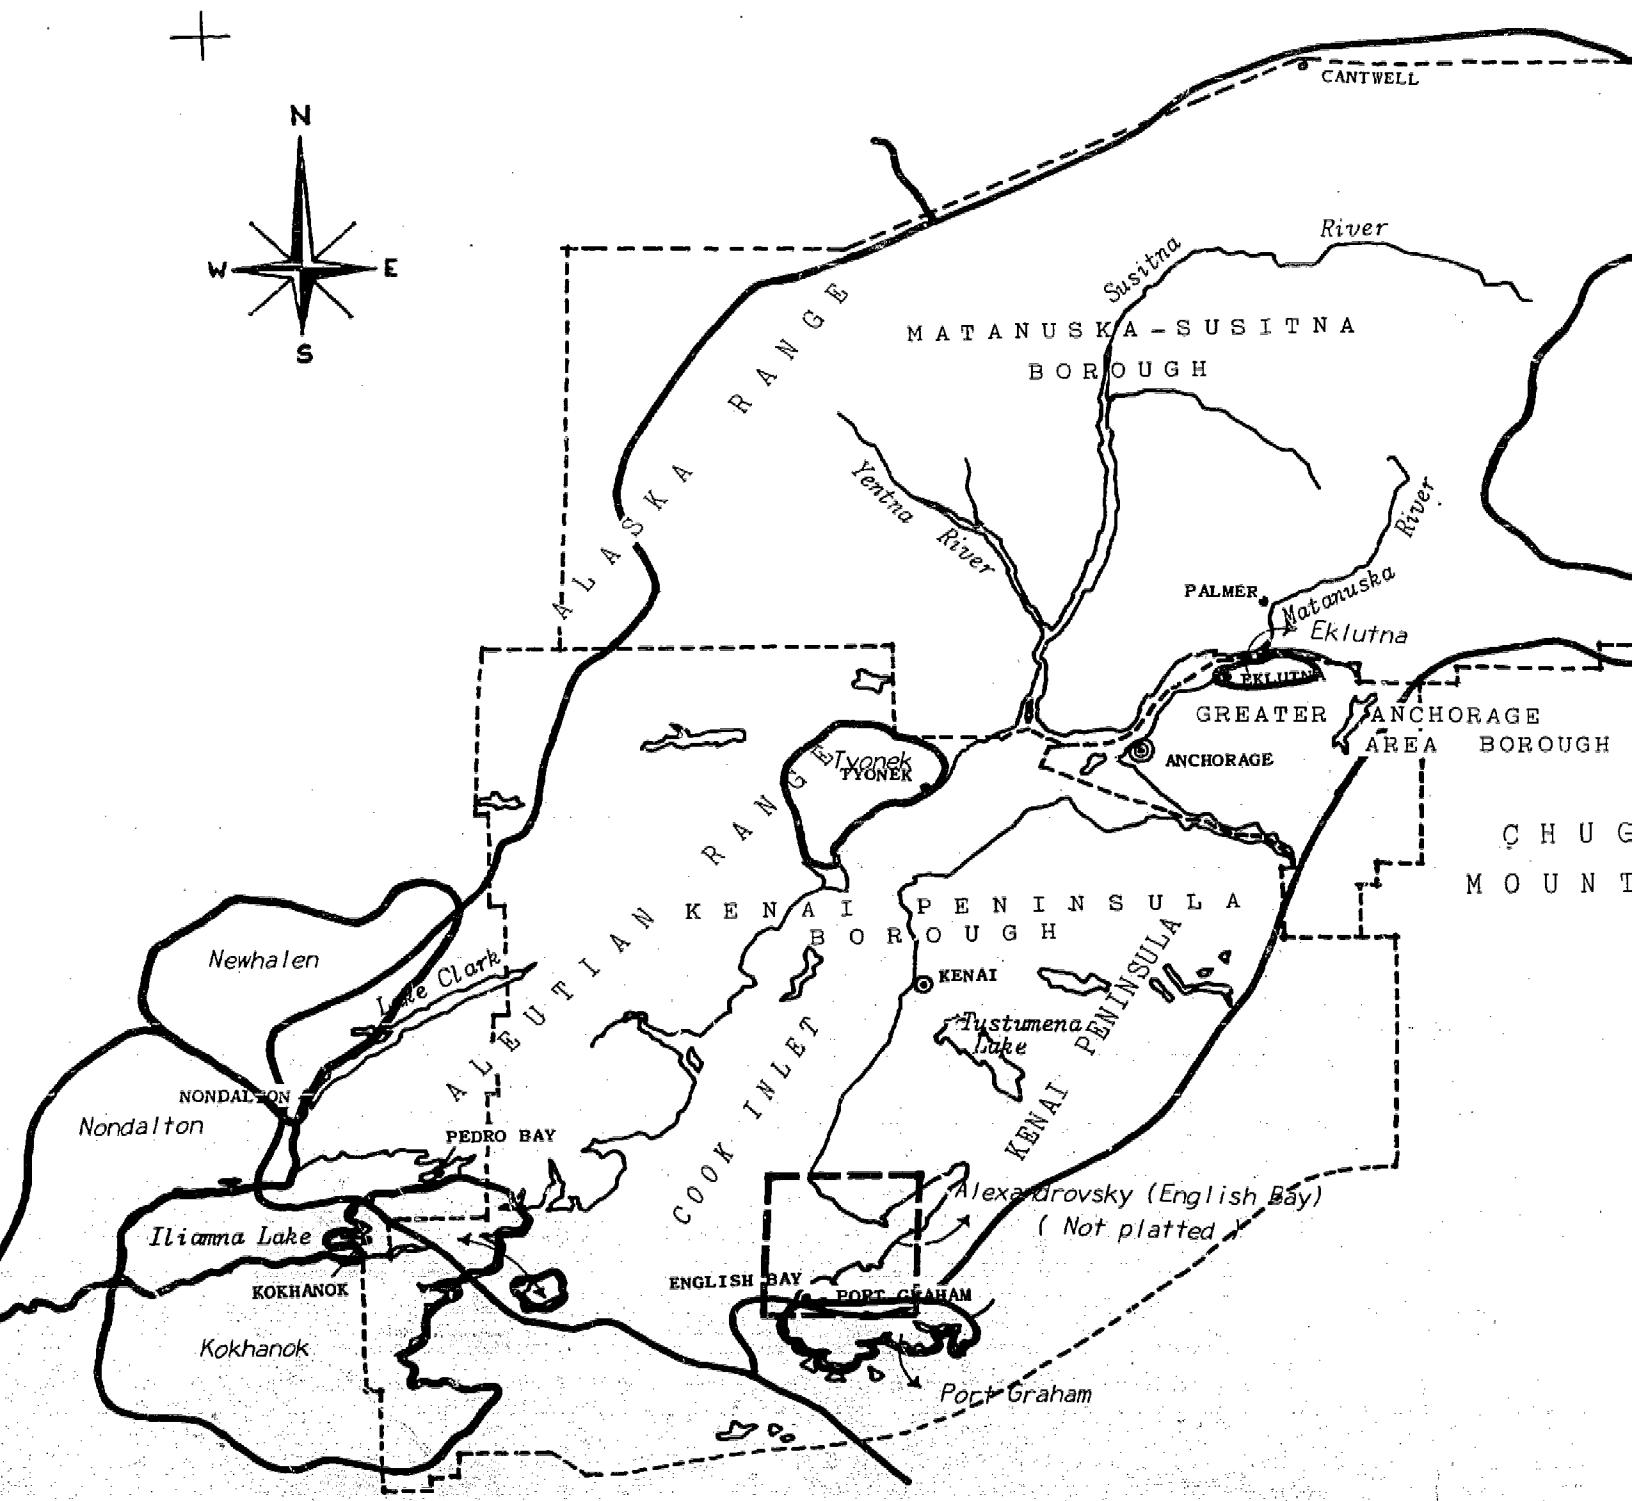 CANTWELL
N
W E
S
Susitna River
MATANUSKA-SUSITNA
BOROUGH
ALASKA RANGE
Yentna River
Matanuska River
PALMER
Eklutna
EKLUTNA
GREATER ANCHORAGE
AREA BOROUGH
ANCHORAGE
Tyonek
TYONEK
CHUG
MOUNT
ALEUTIAN RANGE
KENAI PENINSULA
BOROUGH
Newhalen
Lake Clark
KENAI
Tustumena
Lake
KENAI PENINSULA
COOK INLET
NONDALTON
Nondalton
PEDRO BAY
Alexandrovsky (English Bay)
( Not platted )
Iliamna Lake
KOKHANOK
ENGLISH BAY
PORT GRAHAM
Kokhanok
Port Graham